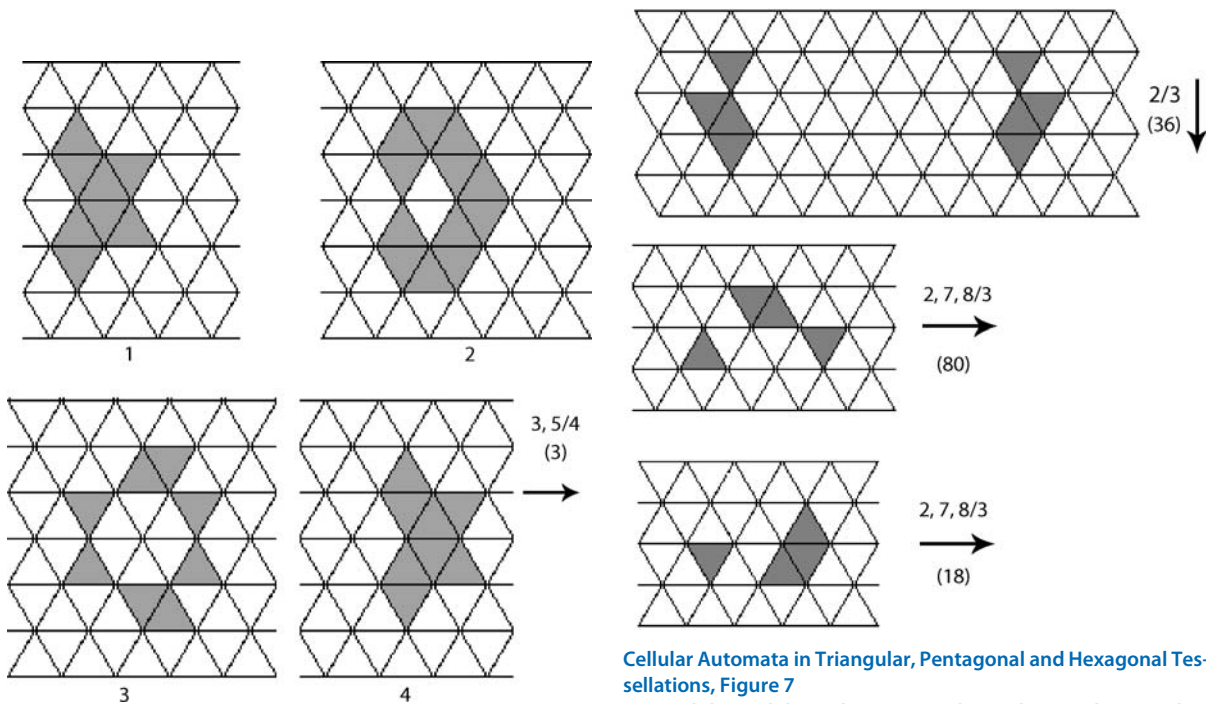 1
2
3
4
3, 5/4
(3)
2/3
(36)
2, 7, 8/3
(80)
2, 7, 8/3
(18)
Cellular Automata in Triangular, Pentagonal and Hexagonal Tes-
sellations, Figure 7